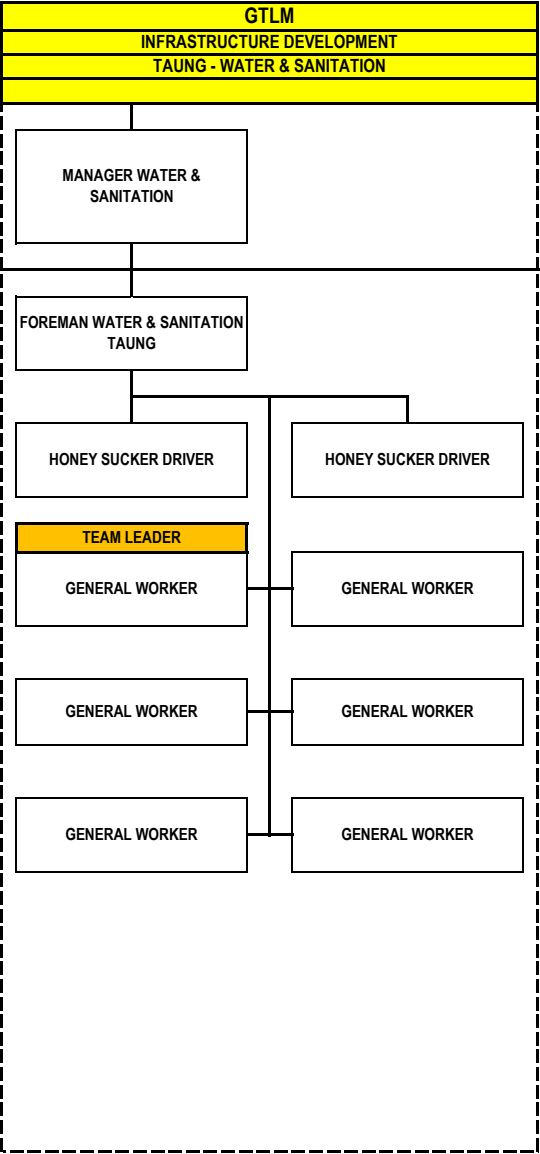 GTLM
INFRASTRUCTURE DEVELOPMENT
TAUNG - WATER & SANITATION
MANAGER WATER &
SANITATION
FOREMAN WATER & SANITATION
TAUNG
HONEY SUCKER DRIVER
HONEY SUCKER DRIVER
TEAM LEADER
GENERAL WORKER
GENERAL WORKER
GENERAL WORKER
GENERAL WORKER
GENERAL WORKER
GENERAL WORKER